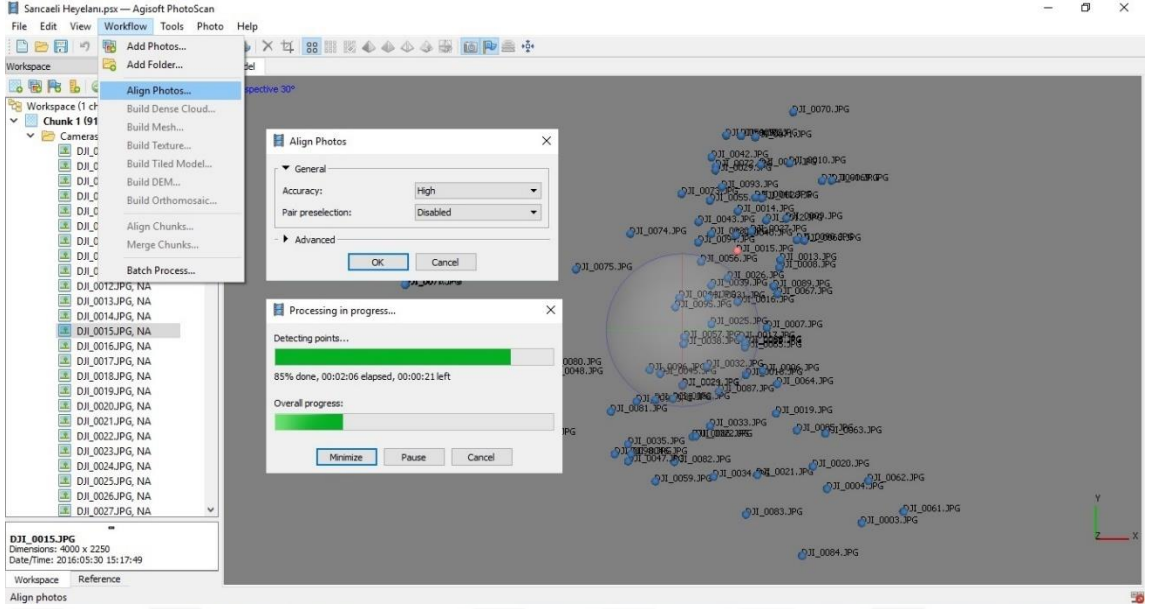 Sarıcaeli Heyelanı.psx — Agisoft PhotoScan
File Edit View Workflow Tools Photo Help
Add Photos...
Add Folder...
Align Photos...
Build Dense Cloud...
Build Mesh...
Build Texture...
Build Tiled Model...
Build DEM...
Build Orthomosaic...
Align Chunks...
Merge Chunks...
Batch Process...
Workspace
Workspace (1 ch
Chunk 1 (91
Cameras
DJI_0012.JPG, NA
DJI_0013.JPG, NA
DJI_0014.JPG, NA
DJI_0015.JPG, NA
DJI_0016.JPG, NA
DJI_0017.JPG, NA
DJI_0018.JPG, NA
DJI_0019.JPG, NA
DJI_0020.JPG, NA
DJI_0021.JPG, NA
DJI_0022.JPG, NA
DJI_0023.JPG, NA
DJI_0024.JPG, NA
DJI_0025.JPG, NA
DJI_0026.JPG, NA
DJI_0027.JPG, NA
DJI_0015.JPG
Dimensions: 4000 x 2250
Date/Time: 2016:05:30 15:17:49
Workspace Reference
Align photos
del
spective 30°
Align Photos
General
Accuracy: High
Pair preselection: Disabled
Advanced
OK Cancel
Processing in progress...
Detecting points...
85% done, 00:02:06 elapsed, 00:00:21 left
Overall progress:
Minimize Pause Cancel
DJI_0070.JPG
DJI_0042.JPG
DJI_0093.JPG
DJI_0014.JPG
DJI_0043.JPG
DJI_0074.JPG
DJI_0015.JPG
DJI_0056.JPG
DJI_0013.JPG
DJI_0008.JPG
DJI_0075.JPG
DJI_0026.JPG
DJI_0039.JPG
DJI_0089.JPG
DJI_0067.JPG
DJI_0016.JPG
DJI_0095.JPG
DJI_0025.JPG
DJI_0007.JPG
0080.JPG
0048.JPG
DJI_0032.JPG
DJI_0064.JPG
DJI_0087.JPG
DJI_0081.JPG
DJI_0019.JPG
DJI_0033.JPG
DJI_0035.JPG
JPG
DJI_0082.JPG
DJI_0020.JPG
DJI_0059.JPG
DJI_0034.JPG
DJI_0021.JPG
DJI_0062.JPG
DJI_0004.JPG
DJI_0083.JPG
DJI_0061.JPG
DJI_0003.JPG
DJI_0084.JPG
Y
Z
X